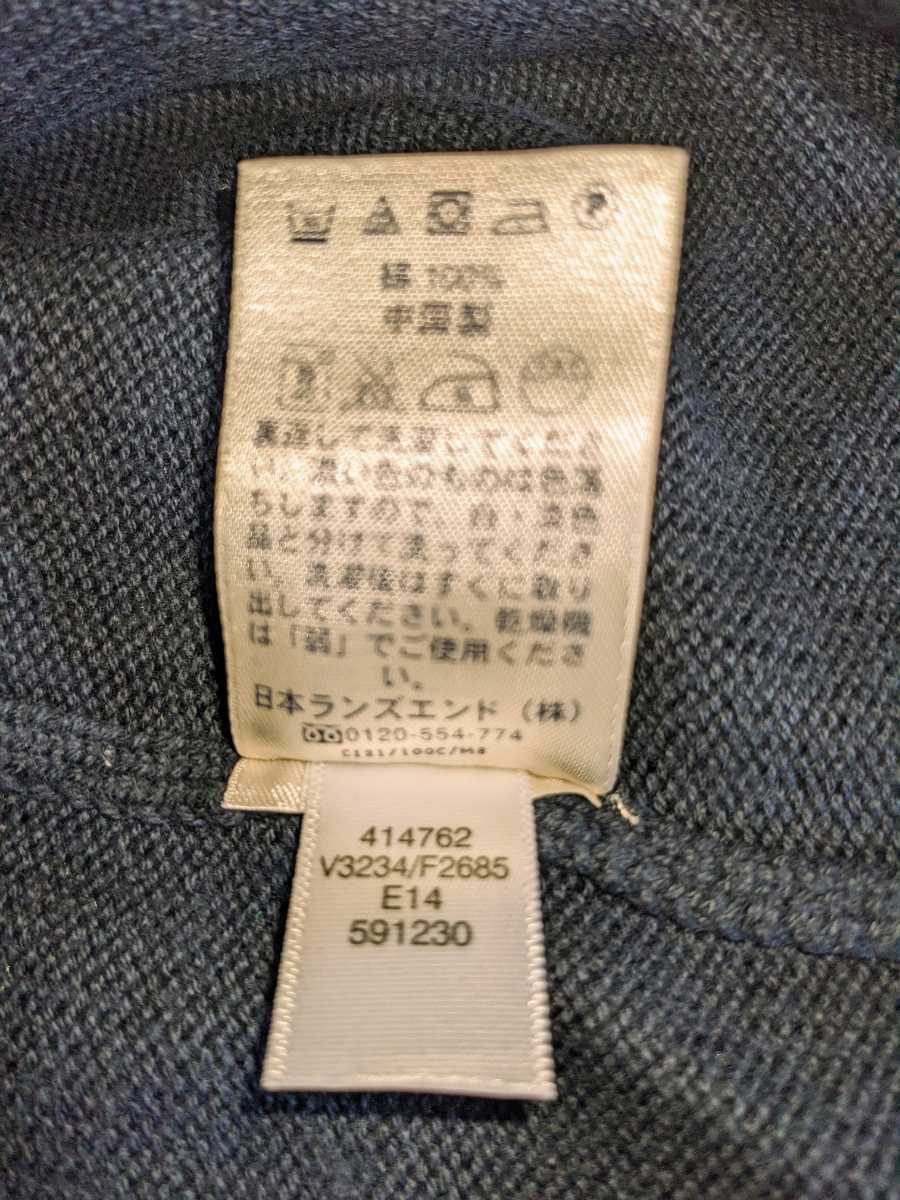 綿 100%
中国製
裏返して洗濯してくださ
い。濃い色のものは色落
ちしますので、白・淡色
品と分けて洗ってくださ
い。洗濯後はすぐに取り
出してください。乾燥機
は「弱」でご使用くださ
い。
日本ランズエンド（株）
0120-554-774
C121/100C/M8
414762
V3234/F2685
E14
591230